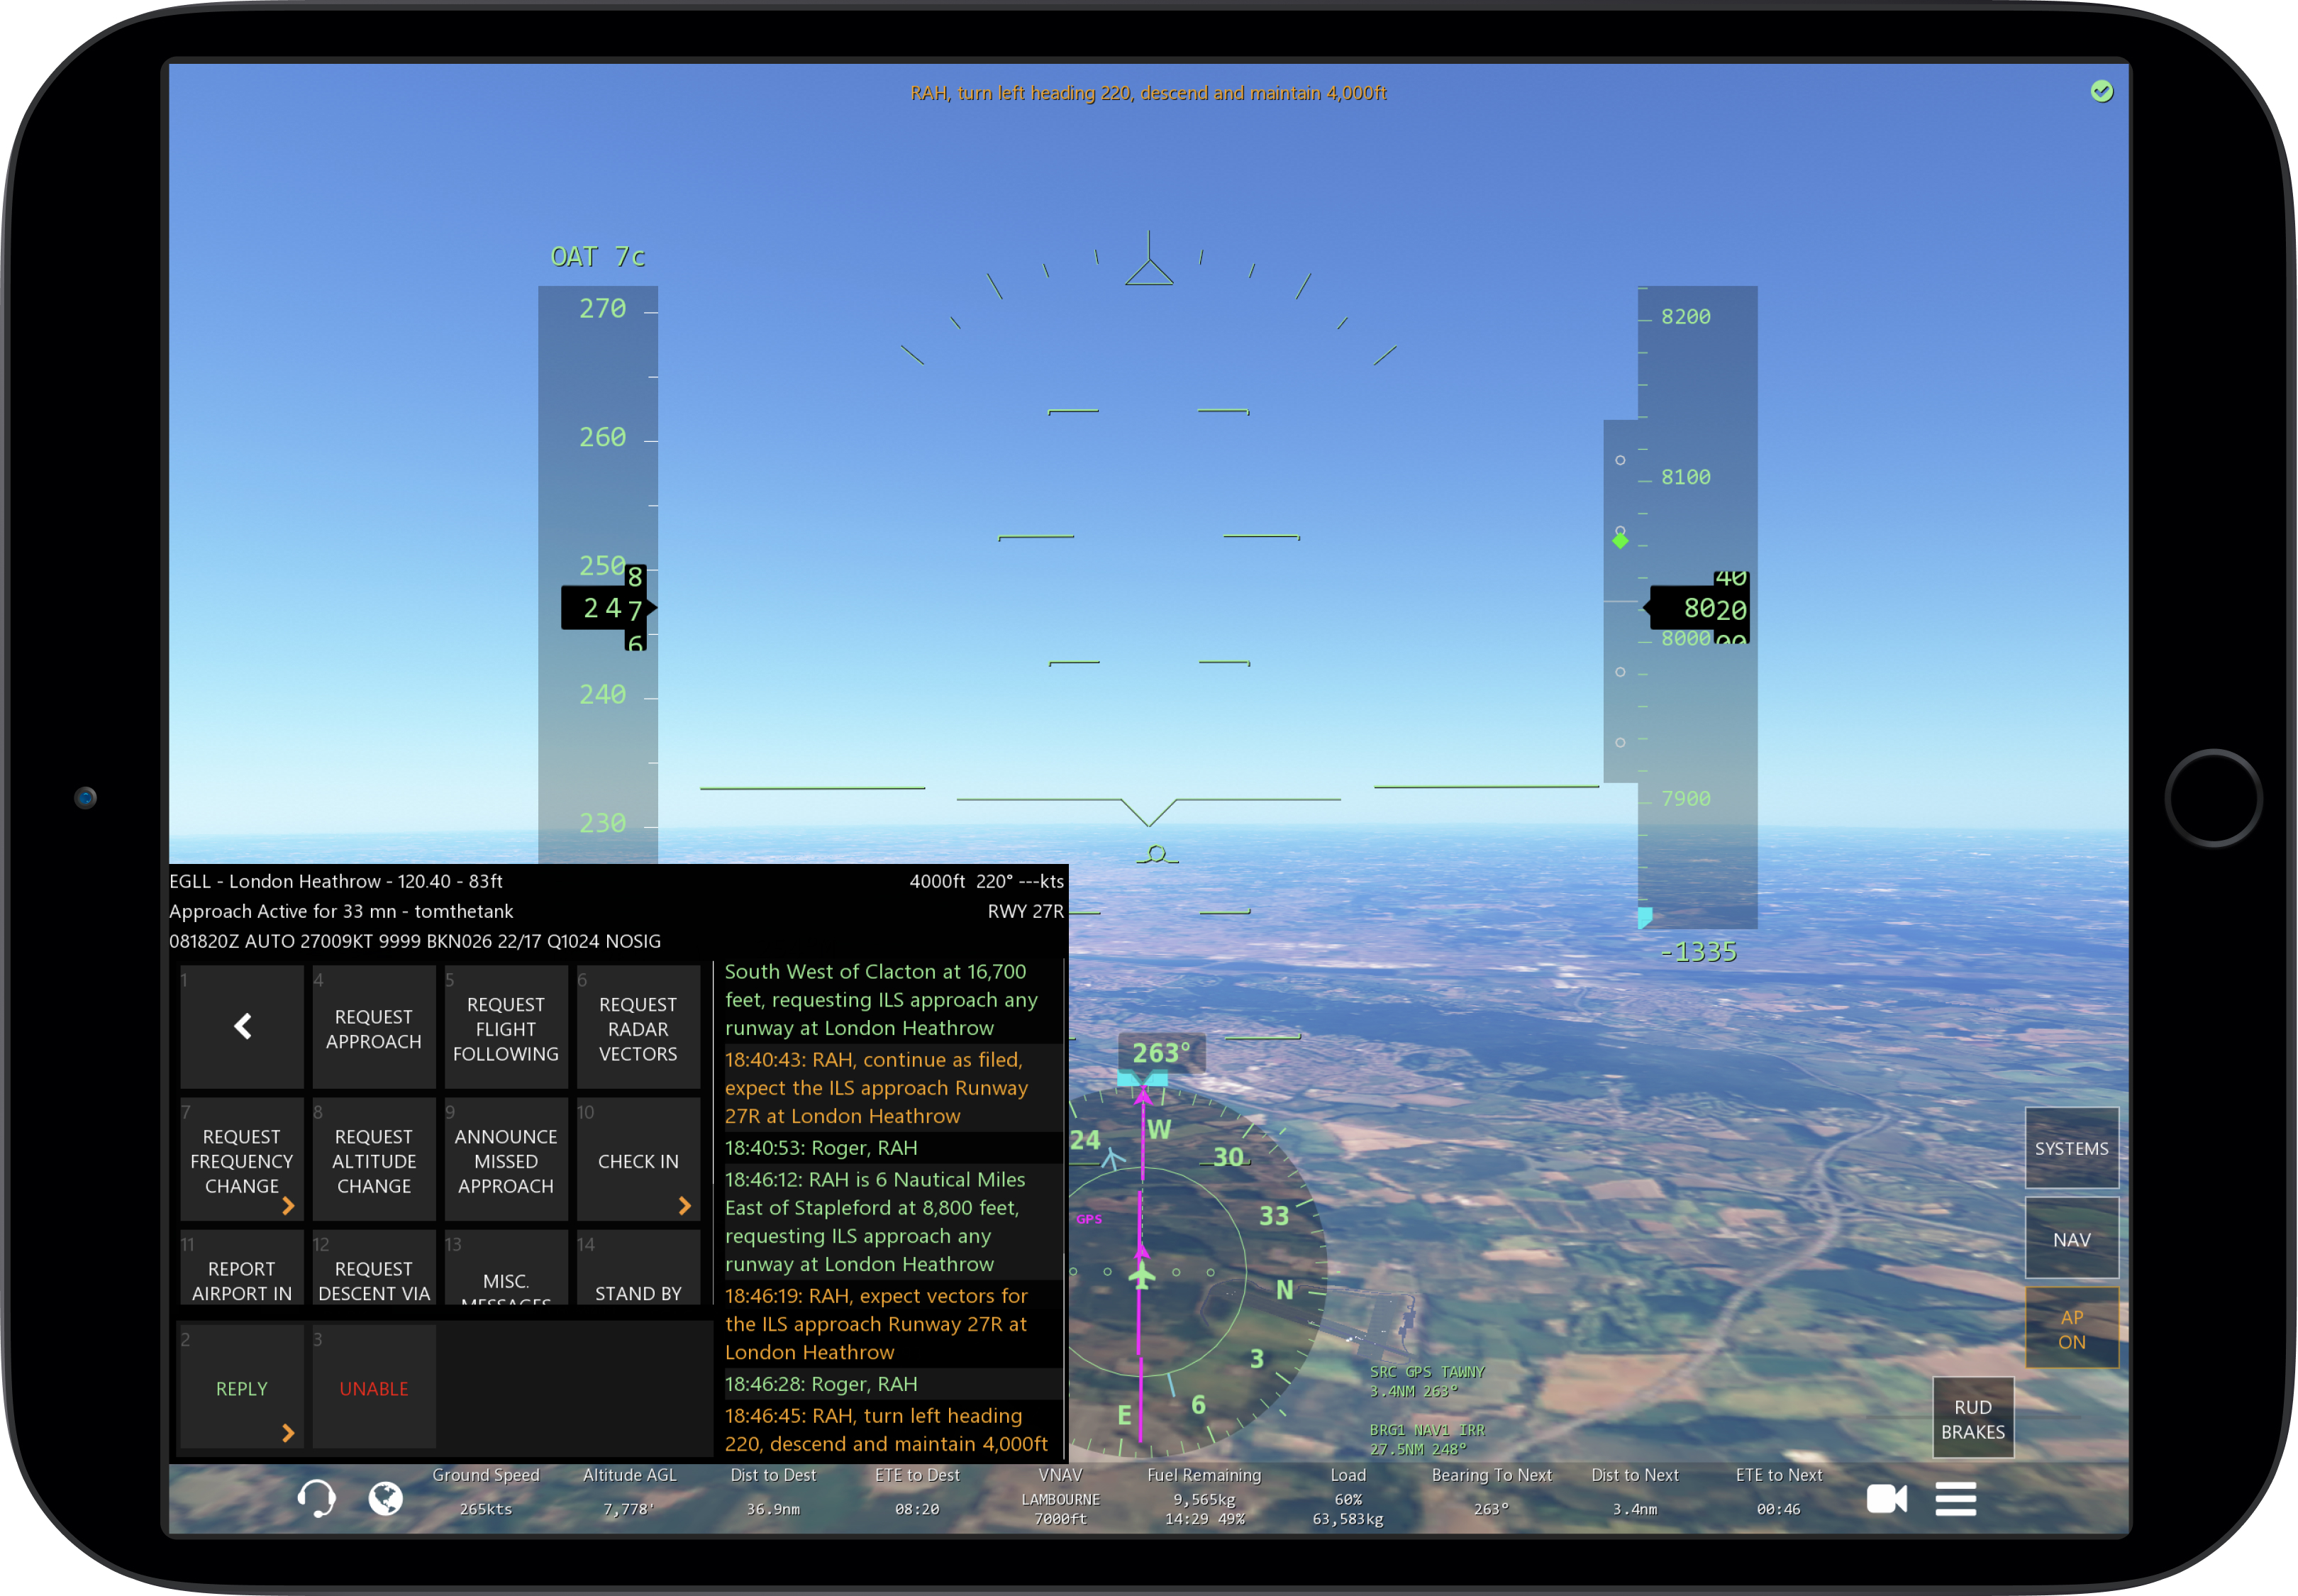 RAH, turn left heading 220, descend and maintain 4,000ft
OAT 7c
270
260
250
240
230
8
247
6
8200
8100
8000
7900
40
8020
00
-1335
EGLL - London Heathrow - 120.40 - 83ft
4000ft 220° ---kts
Approach Active for 33 mn - tomthetank
RWY 27R
081820Z AUTO 27009KT 9999 BKN026 22/17 Q1024 NOSIG
1
4
REQUEST
APPROACH
5
REQUEST
FLIGHT
FOLLOWING
6
REQUEST
RADAR
VECTORS
7
REQUEST
FREQUENCY
CHANGE
8
REQUEST
ALTITUDE
CHANGE
9
ANNOUNCE
MISSED
APPROACH
10
CHECK IN
11
REPORT
AIRPORT IN
12
REQUEST
DESCENT VIA
13
MISC.
MESSAGES
14
STAND BY
2
REPLY
3
UNABLE
South West of Clacton at 16,700
feet, requesting ILS approach any
runway at London Heathrow
18:40:43: RAH, continue as filed,
expect the ILS approach Runway
27R at London Heathrow
18:40:53: Roger, RAH
18:46:12: RAH is 6 Nautical Miles
East of Stapleford at 8,800 feet,
requesting ILS approach any
runway at London Heathrow
18:46:19: RAH, expect vectors for
the ILS approach Runway 27R at
London Heathrow
18:46:28: Roger, RAH
18:46:45: RAH, turn left heading
220, descend and maintain 4,000ft
263°
24
W
30
33
N
3
6
E
GPS
SRC GPS TAWNY
3.4NM 263°
BRG1 NAV1 IRR
27.5NM 248°
SYSTEMS
NAV
AP
ON
RUD
BRAKES
Ground Speed
265kts
Altitude AGL
7,778'
Dist to Dest
36.9nm
ETE to Dest
08:20
VNAV
LAMBOURNE
7000ft
Fuel Remaining
9,565kg
14:29 49%
Load
60%
63,583kg
Bearing To Next
263°
Dist to Next
3.4nm
ETE to Next
00:46